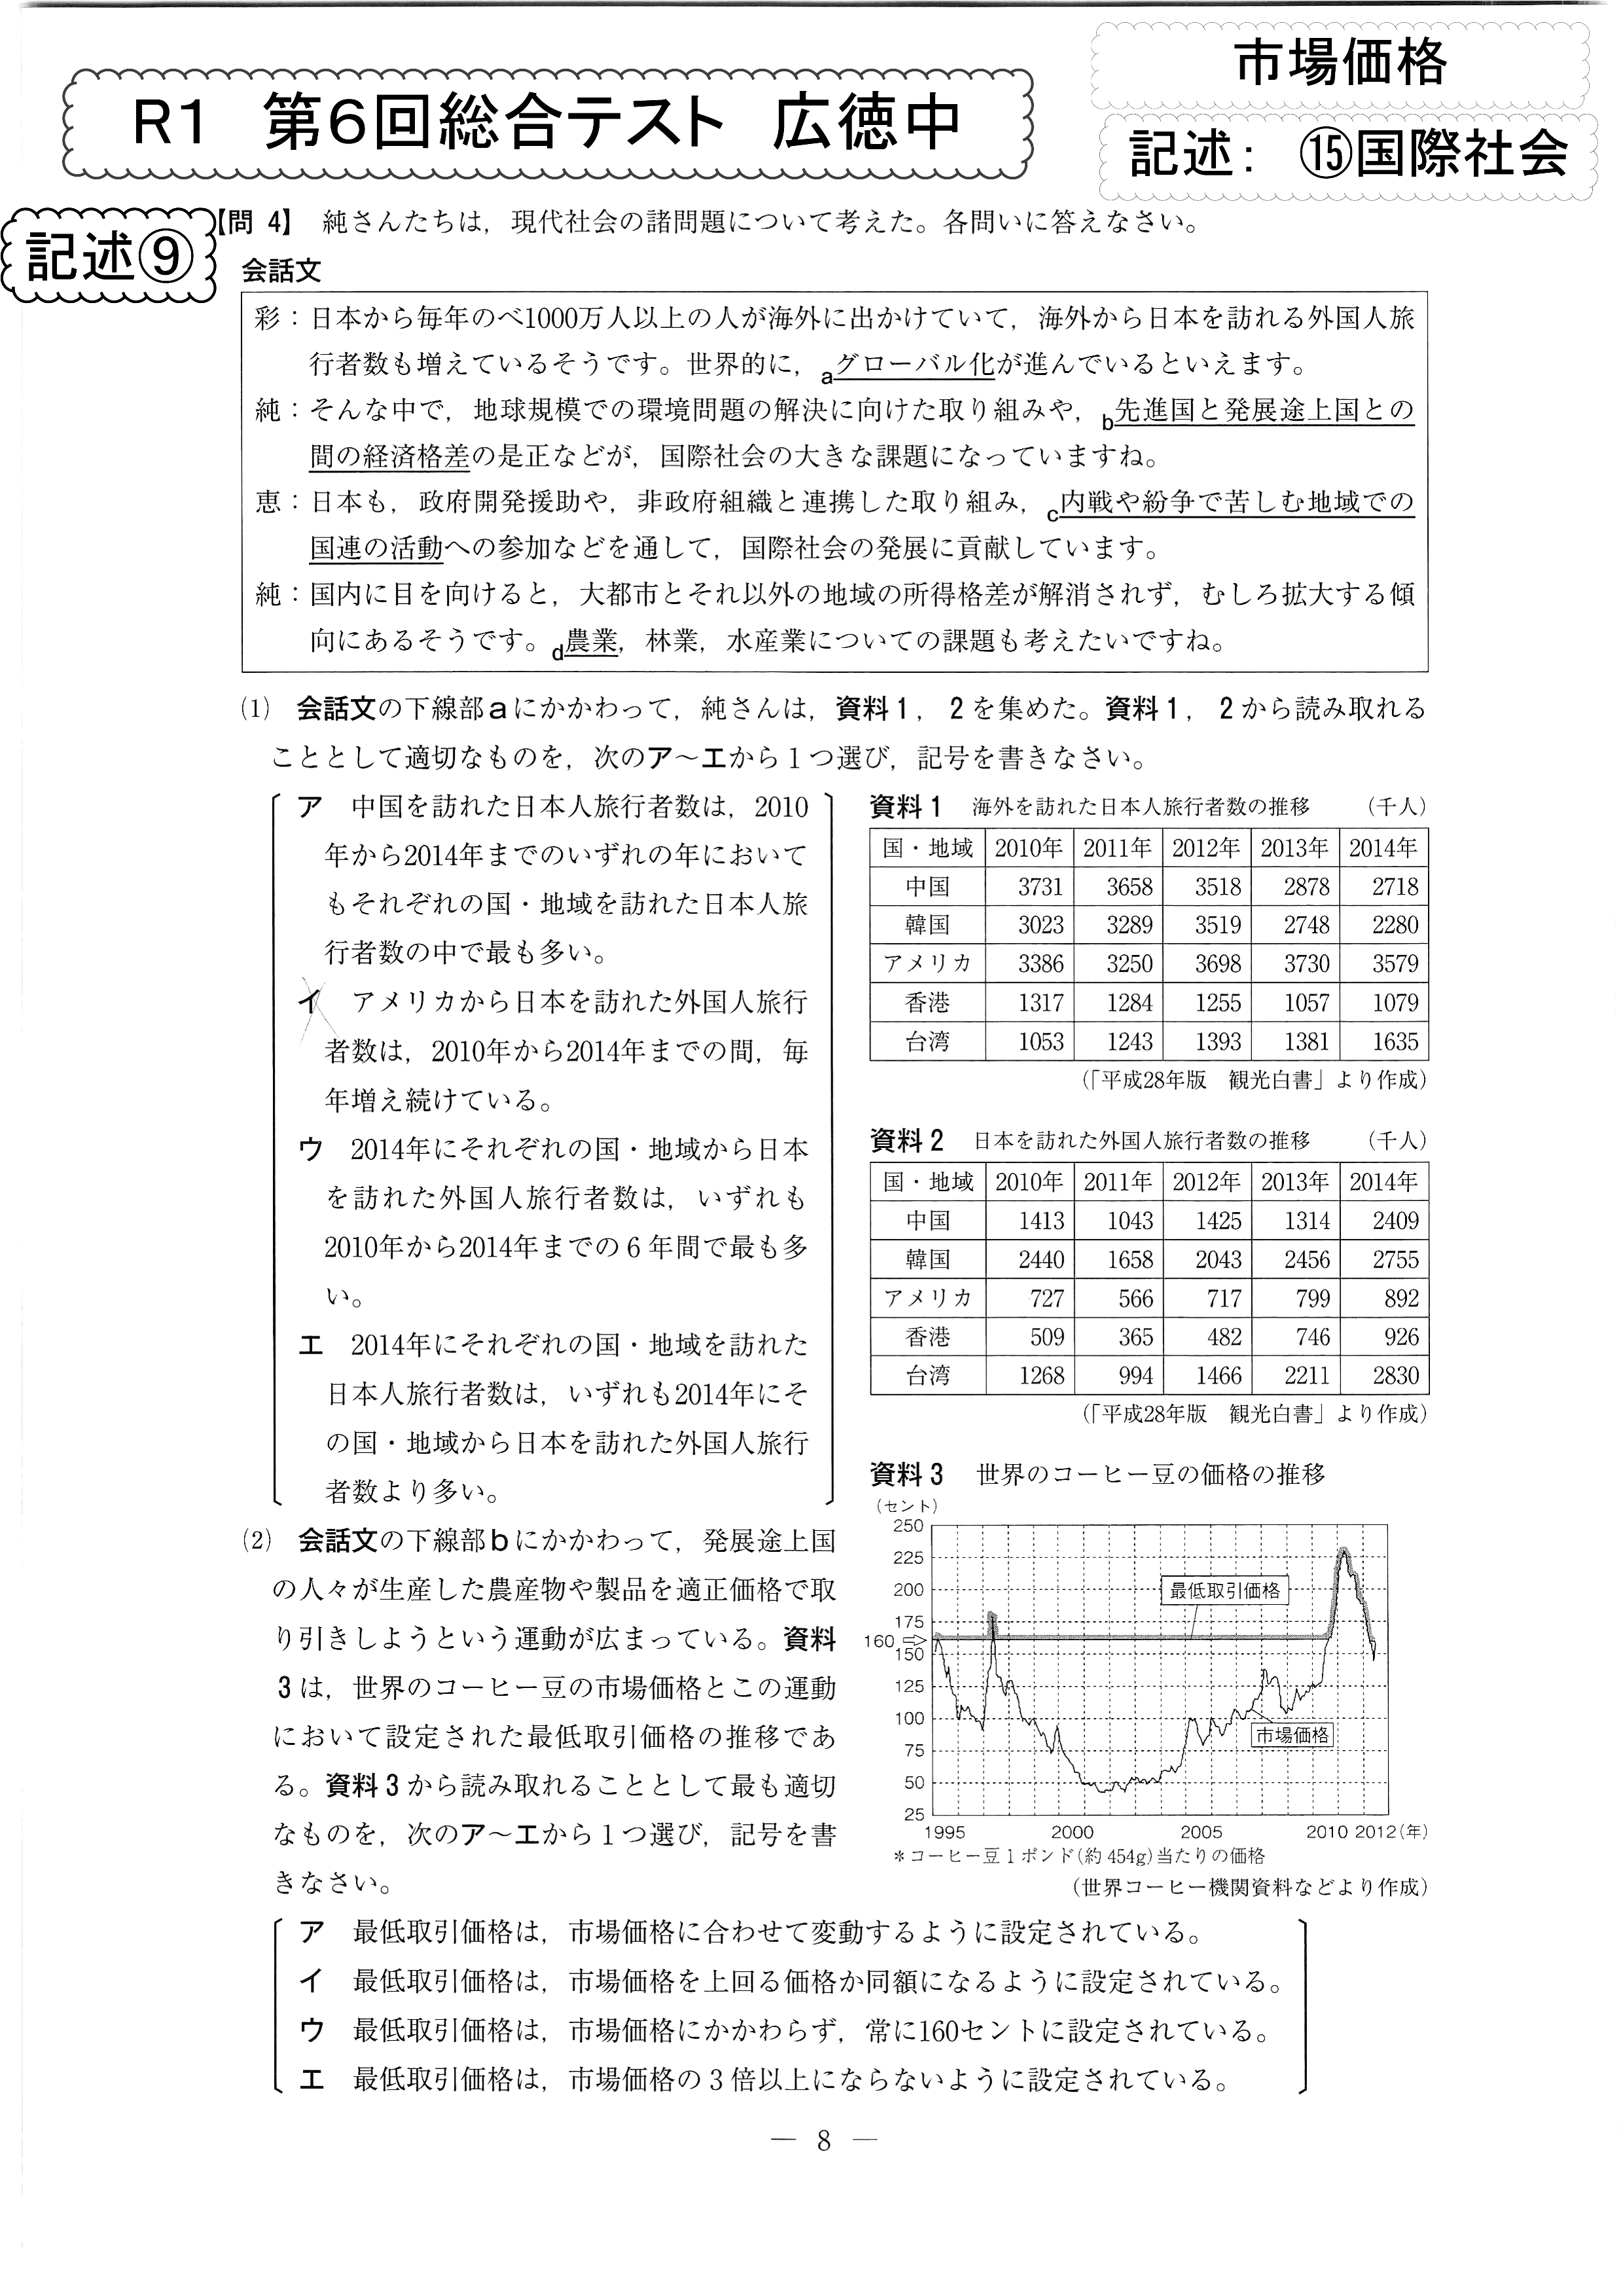 市場価格
R1 第6回総合テスト 広徳中
記述： ⑮国際社会
記述⑨
【問 4】 純さんたちは，現代社会の諸問題について考えた。各問いに答えなさい。
会話文
彩：日本から毎年のべ1000万人以上の人が海外に出かけていて，海外から日本を訪れる外国人旅
行者数も増えているそうです。世界的に，aグローバル化が進んでいるといえます。
純：そんな中で，地球規模での環境問題の解決に向けた取り組みや，b先進国と発展途上国との
間の経済格差の是正などが，国際社会の大きな課題になっていますね。
恵：日本も，政府開発援助や，非政府組織と連携した取り組み，c内戦や紛争で苦しむ地域での
国連の活動への参加などを通して，国際社会の発展に貢献しています。
純：国内に目を向けると，大都市とそれ以外の地域の所得格差が解消されず，むしろ拡大する傾
向にあるそうです。d農業，林業，水産業についての課題も考えたいですね。
⑴ 会話文の下線部aにかかわって，純さんは，資料1，2を集めた。資料1，2から読み取れる
こととして適切なものを，次のア～エから1つ選び，記号を書きなさい。
ア 中国を訪れた日本人旅行者数は，2010
年から2014年までのいずれの年において
もそれぞれの国・地域を訪れた日本人旅
行者数の中で最も多い。
イ アメリカから日本を訪れた外国人旅行
者数は，2010年から2014年までの間，毎
年増え続けている。
ウ 2014年にそれぞれの国・地域から日本
を訪れた外国人旅行者数は，いずれも
2010年から2014年までの6年間で最も多
い。
エ 2014年にそれぞれの国・地域を訪れた
日本人旅行者数は，いずれも2014年にそ
の国・地域から日本を訪れた外国人旅行
者数より多い。
資料1 海外を訪れた日本人旅行者数の推移 （千人）
国・地域 2010年 2011年 2012年 2013年 2014年
中国 3731 3658 3518 2878 2718
韓国 3023 3289 3519 2748 2280
アメリカ 3386 3250 3698 3730 3579
香港 1317 1284 1255 1057 1079
台湾 1053 1243 1393 1381 1635
（「平成28年版 観光白書」より作成）
資料2 日本を訪れた外国人旅行者数の推移 （千人）
国・地域 2010年 2011年 2012年 2013年 2014年
中国 1413 1043 1425 1314 2409
韓国 2440 1658 2043 2456 2755
アメリカ 727 566 717 799 892
香港 509 365 482 746 926
台湾 1268 994 1466 2211 2830
（「平成28年版 観光白書」より作成）
⑵ 会話文の下線部bにかかわって，発展途上国
の人々が生産した農産物や製品を適正価格で取
り引きしようという運動が広まっている。資料
3は，世界のコーヒー豆の市場価格とこの運動
において設定された最低取引価格の推移であ
る。資料3から読み取れることとして最も適切
なものを，次のア～エから1つ選び，記号を書
きなさい。
資料3 世界のコーヒー豆の価格の推移
（セント）
250
225
200
175
160⇨
150
125
100
75
50
25
最低取引価格
市場価格
1995 2000 2005 2010 2012（年）
＊コーヒー豆1ポンド（約454g）当たりの価格
（世界コーヒー機関資料などより作成）
ア 最低取引価格は，市場価格に合わせて変動するように設定されている。
イ 最低取引価格は，市場価格を上回る価格か同額になるように設定されている。
ウ 最低取引価格は，市場価格にかかわらず，常に160セントに設定されている。
エ 最低取引価格は，市場価格の3倍以上にならないように設定されている。
― 8 ―